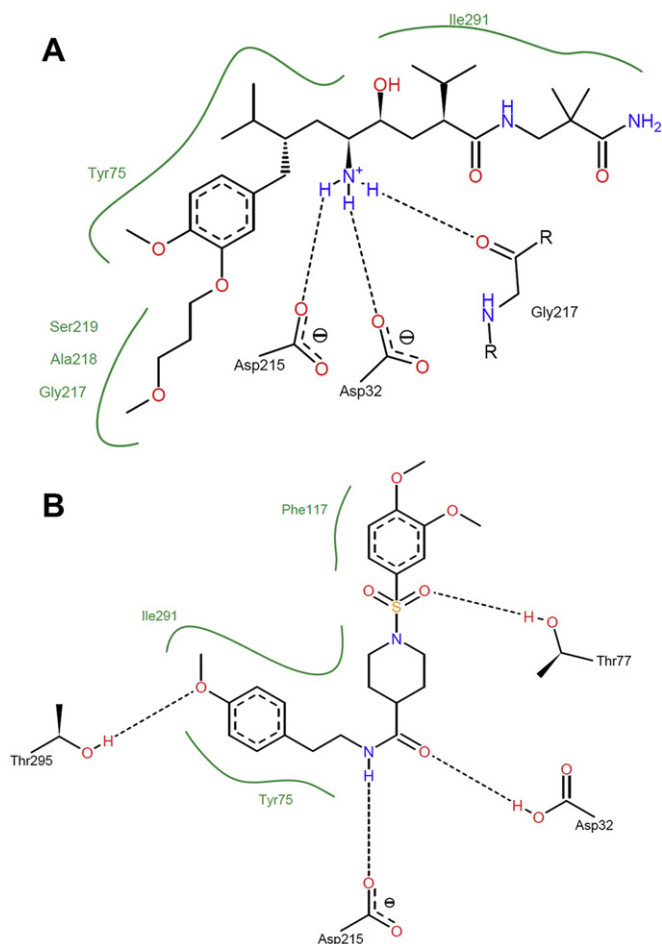 A
Ile291
OH
H
N
NH2
O
O
Tyr75
N+
H
H
H
O
O
O
R
H
N
R
Gly217
O
O
⊖
Asp215
O
O
⊖
Asp32
Ser219
Ala218
Gly217
O
B
O
O
Phe117
O
S
O
H
O
Thr77
N
Ile291
O
Thr295
O
H
Tyr75
N
H
O
O
H
O
Asp32
O
⊖
O
Asp215